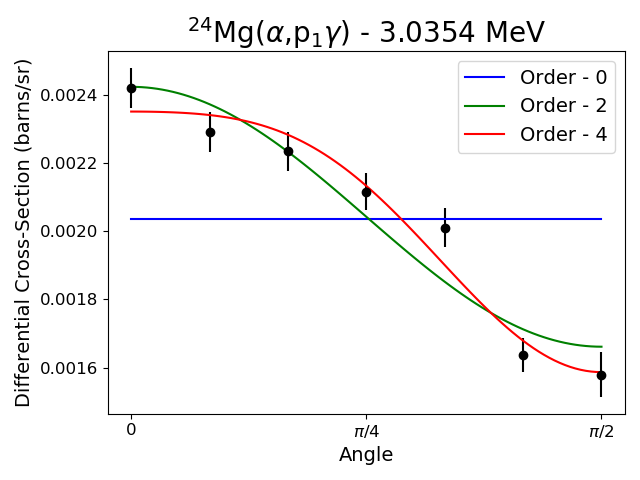 ²⁴Mg(α,p₁γ) - 3.0354 MeV
Order - 0
Order - 2
Order - 4
Differential Cross-Section (barns/sr)
0.0024
0.0022
0.0020
0.0018
0.0016
0 π/4 π/2
Angle